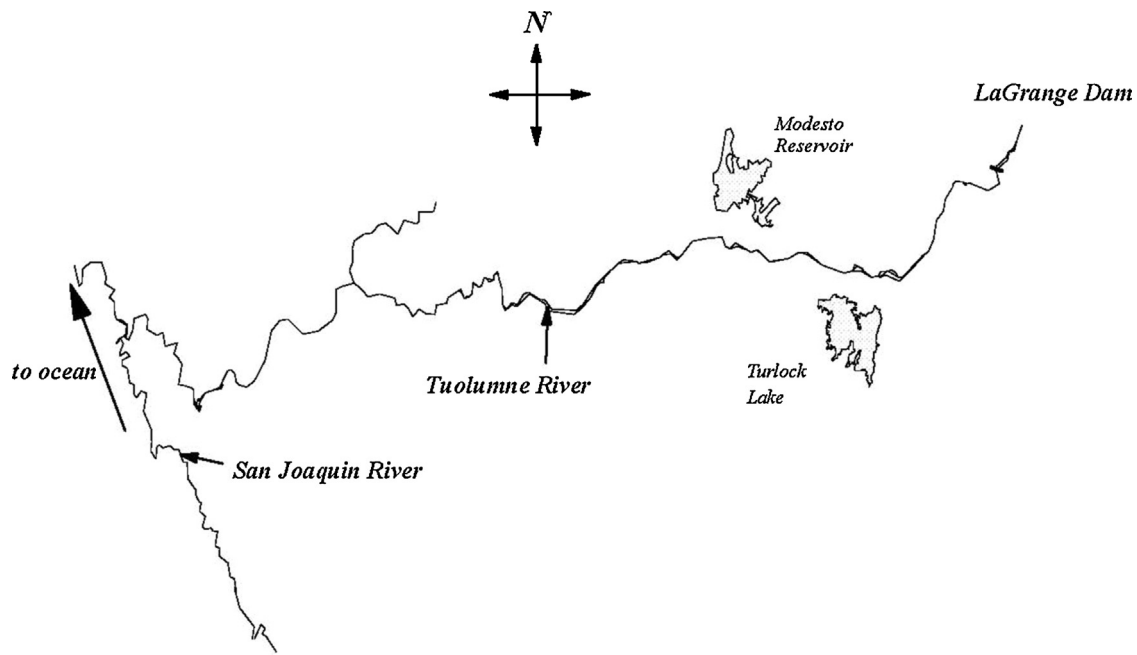 N
LaGrange Dam
Modesto
Reservoir
to ocean
Tuolumne River
Turlock
Lake
San Joaquin River